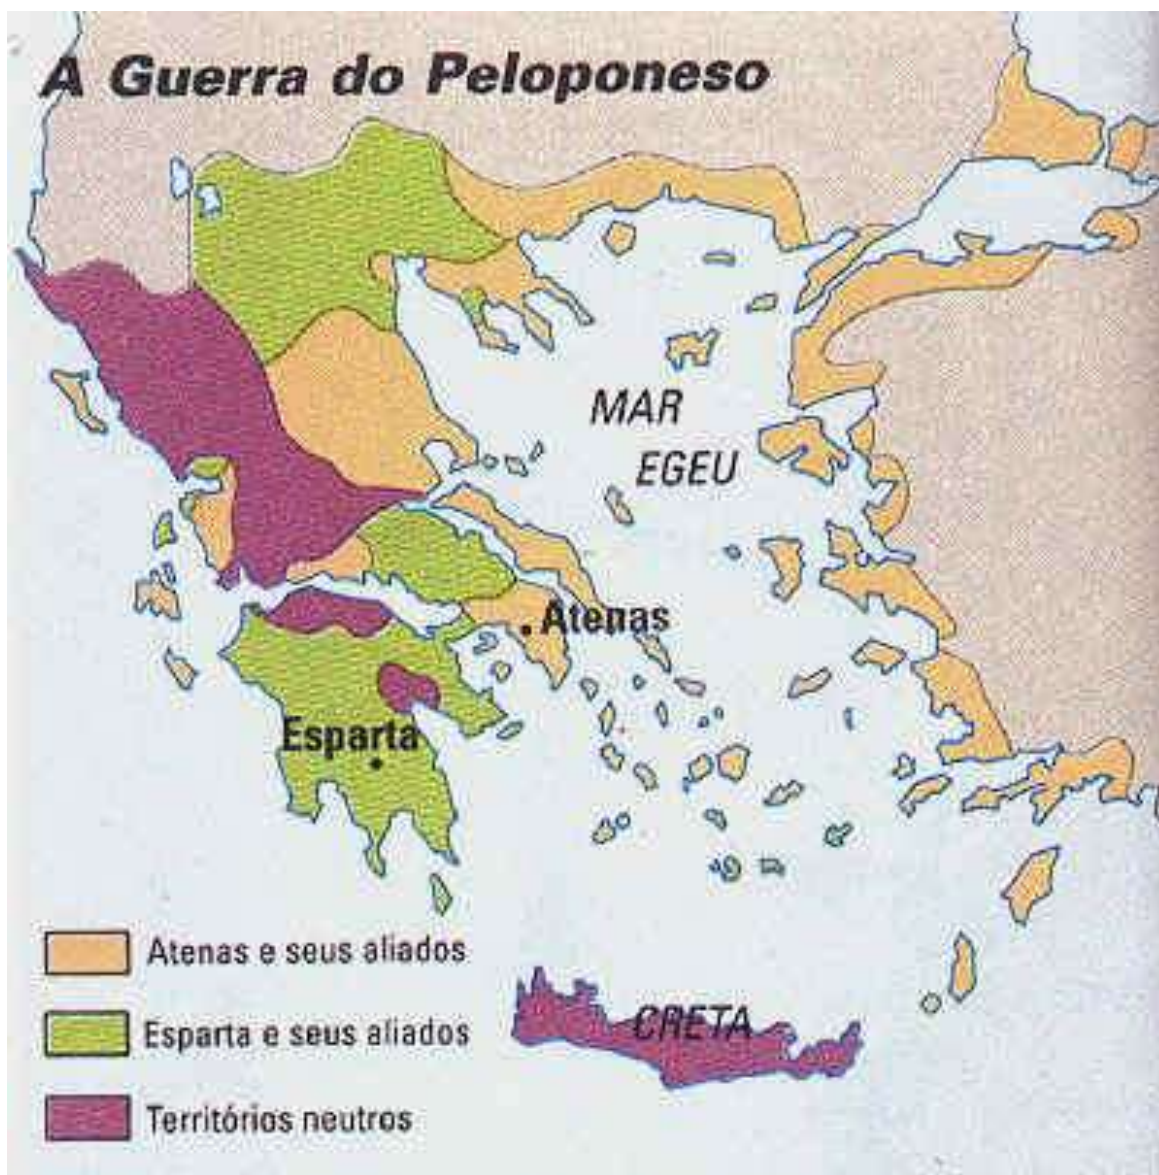 A Guerra do Peloponeso
MAR
EGEU
Atenas
Esparta
CRETA
Atenas e seus aliados
Esparta e seus aliados
Territórios neutros